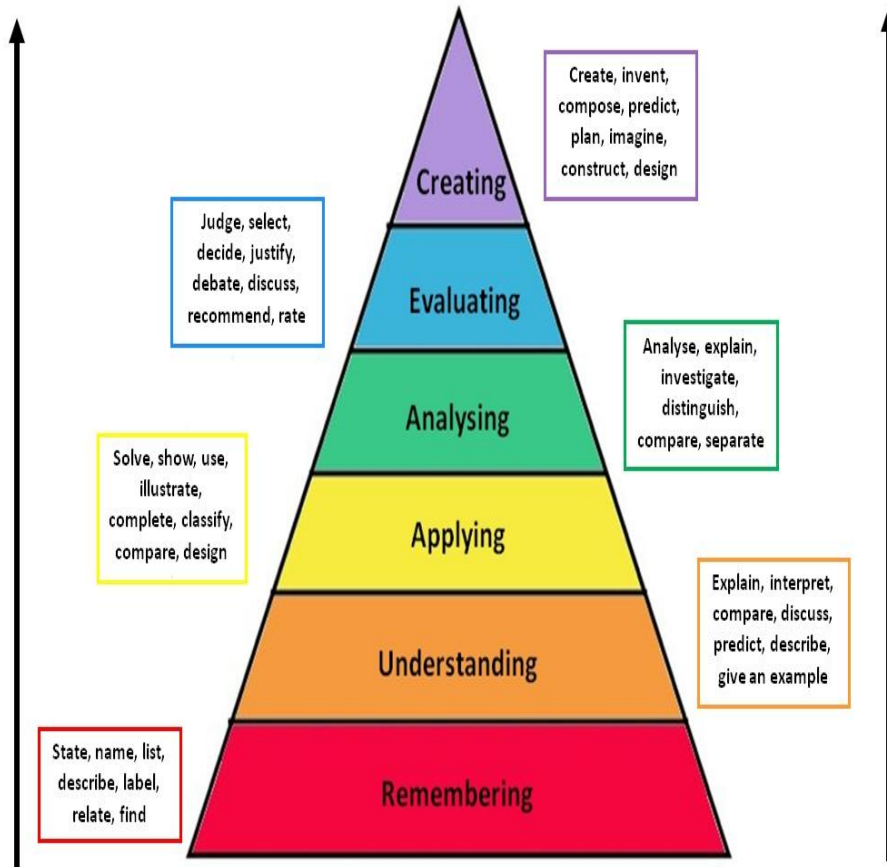 Create, invent,
compose, predict,
plan, imagine,
construct, design
Creating
Judge, select,
decide, justify,
debate, discuss,
recommend, rate
Evaluating
Analyse, explain,
investigate,
distinguish,
compare, separate
Analysing
Solve, show, use,
illustrate,
complete, classify,
compare, design
Applying
Explain, interpret,
compare, discuss,
predict, describe,
give an example
Understanding
State, name, list,
describe, label,
relate, find
Remembering